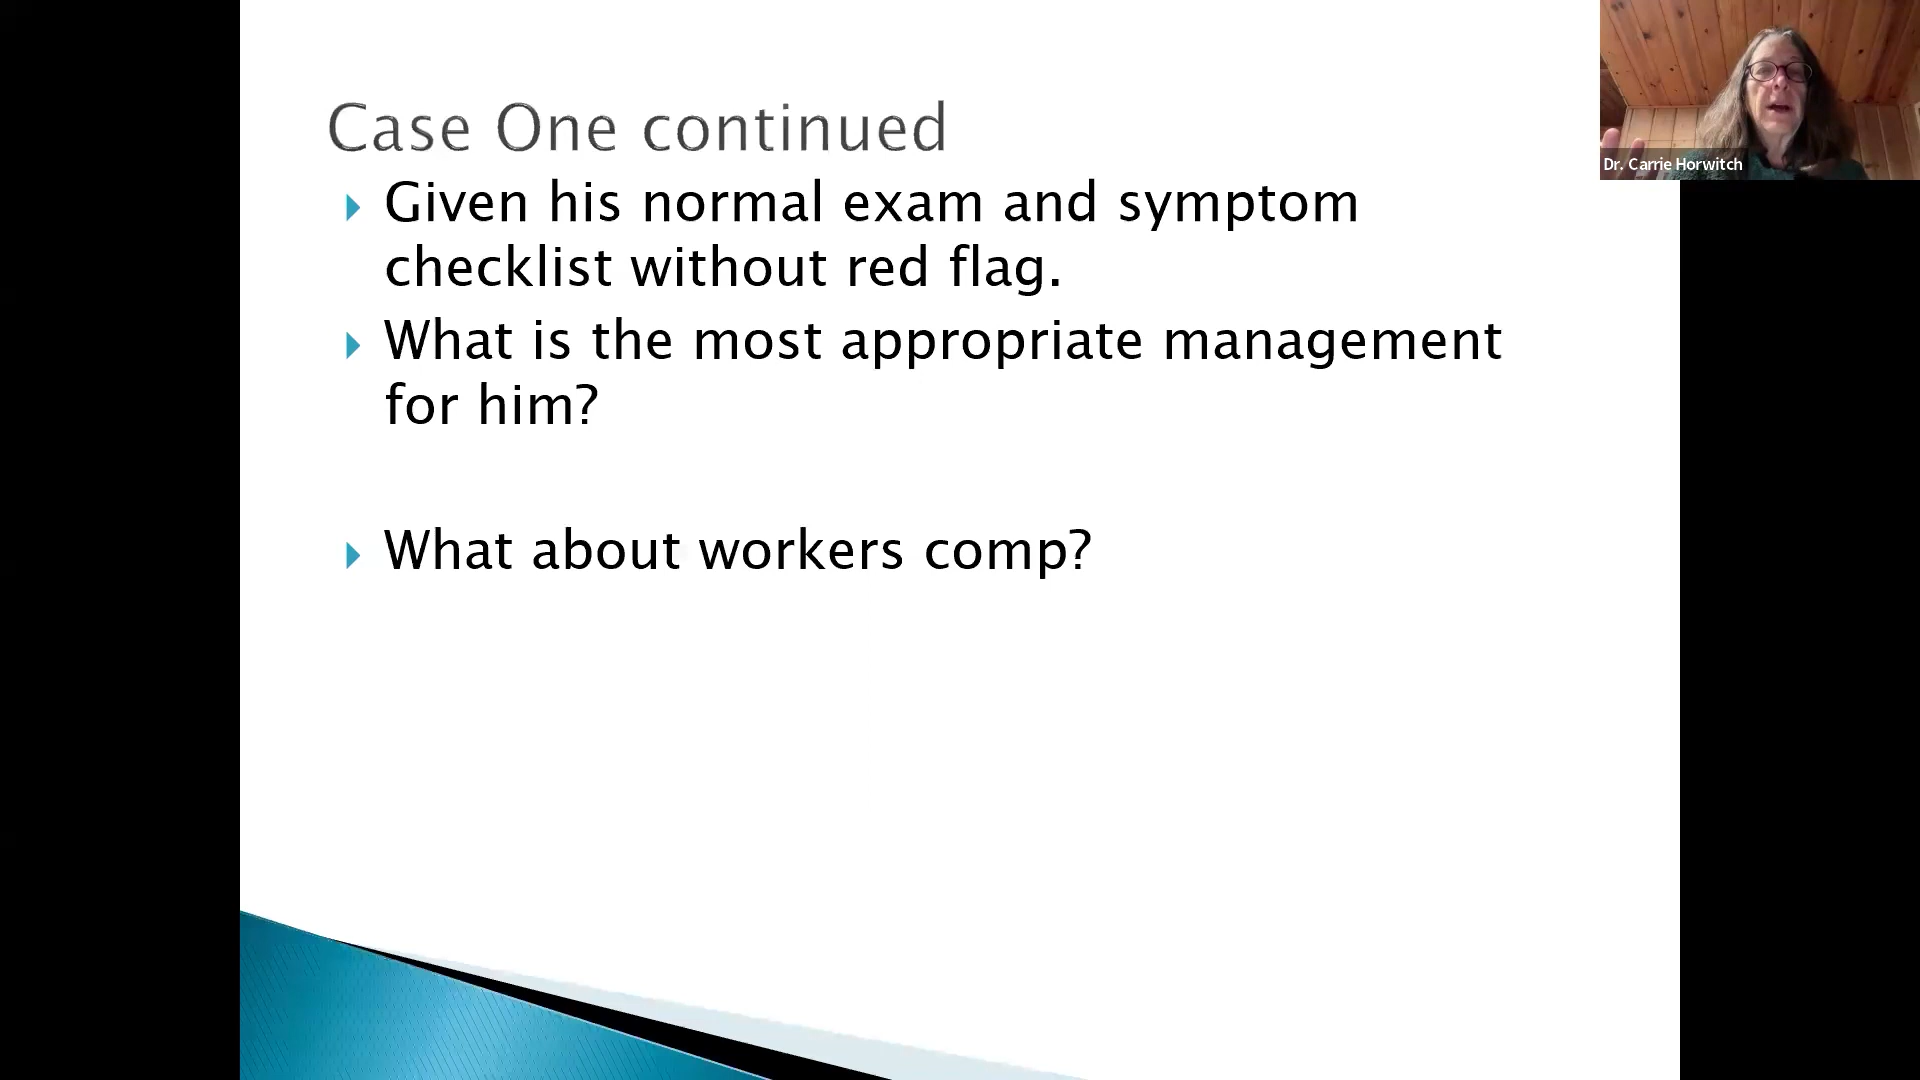 Case One continued
Given his normal exam and symptom
checklist without red flag.
What is the most appropriate management
for him?
What about workers comp?
Dr. Carrie Horwitch